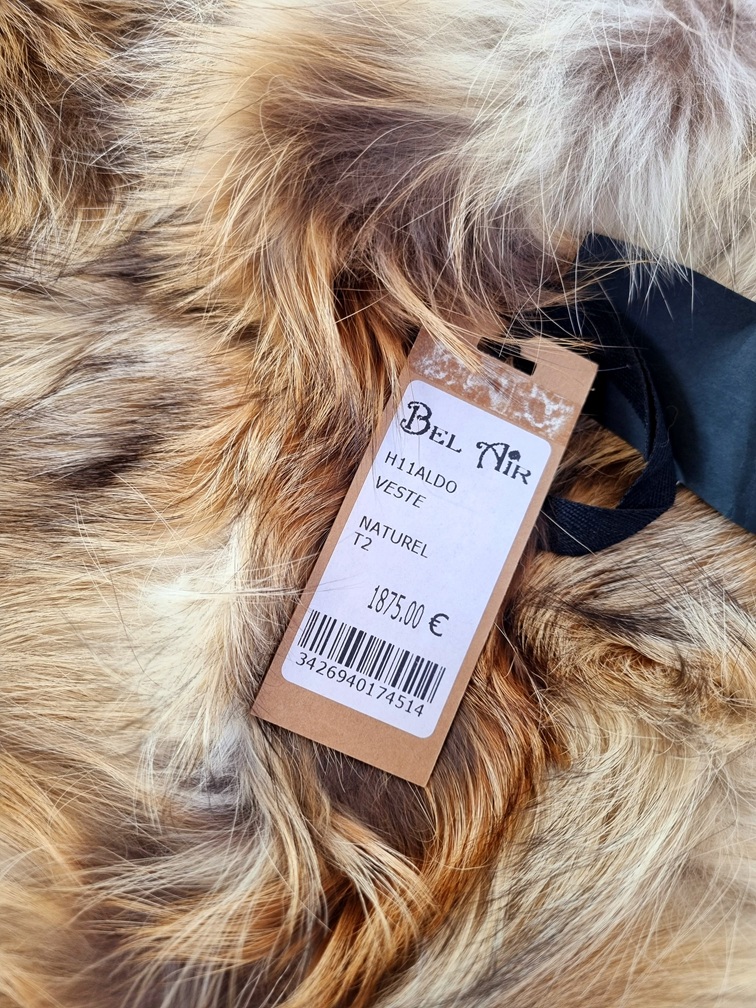 Bel Air
H11ALDO
VESTE
NATUREL
T2
1875.00 €
3426940174514